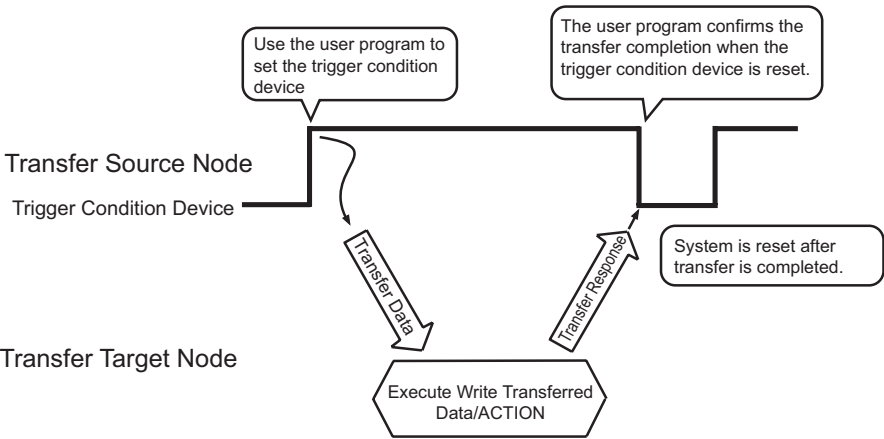 Use the user program to
set the trigger condition
device
The user program confirms the
transfer completion when the
trigger condition device is reset.
Transfer Source Node
Trigger Condition Device
Transfer Data
Transfer Response
System is reset after
transfer is completed.
Transfer Target Node
Execute Write Transferred
Data/ACTION